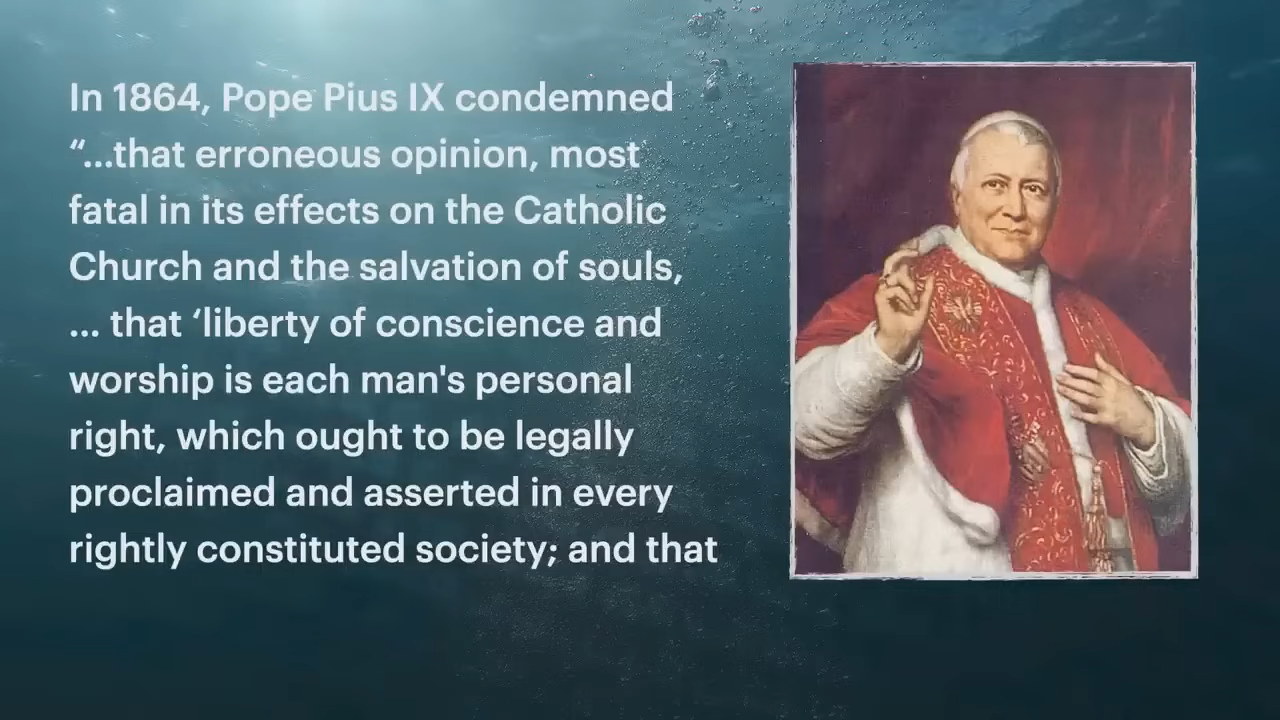 In 1864, Pope Pius IX condemned
“...that erroneous opinion, most
fatal in its effects on the Catholic
Church and the salvation of souls,
... that ‘liberty of conscience and
worship is each man's personal
right, which ought to be legally
proclaimed and asserted in every
rightly constituted society; and that